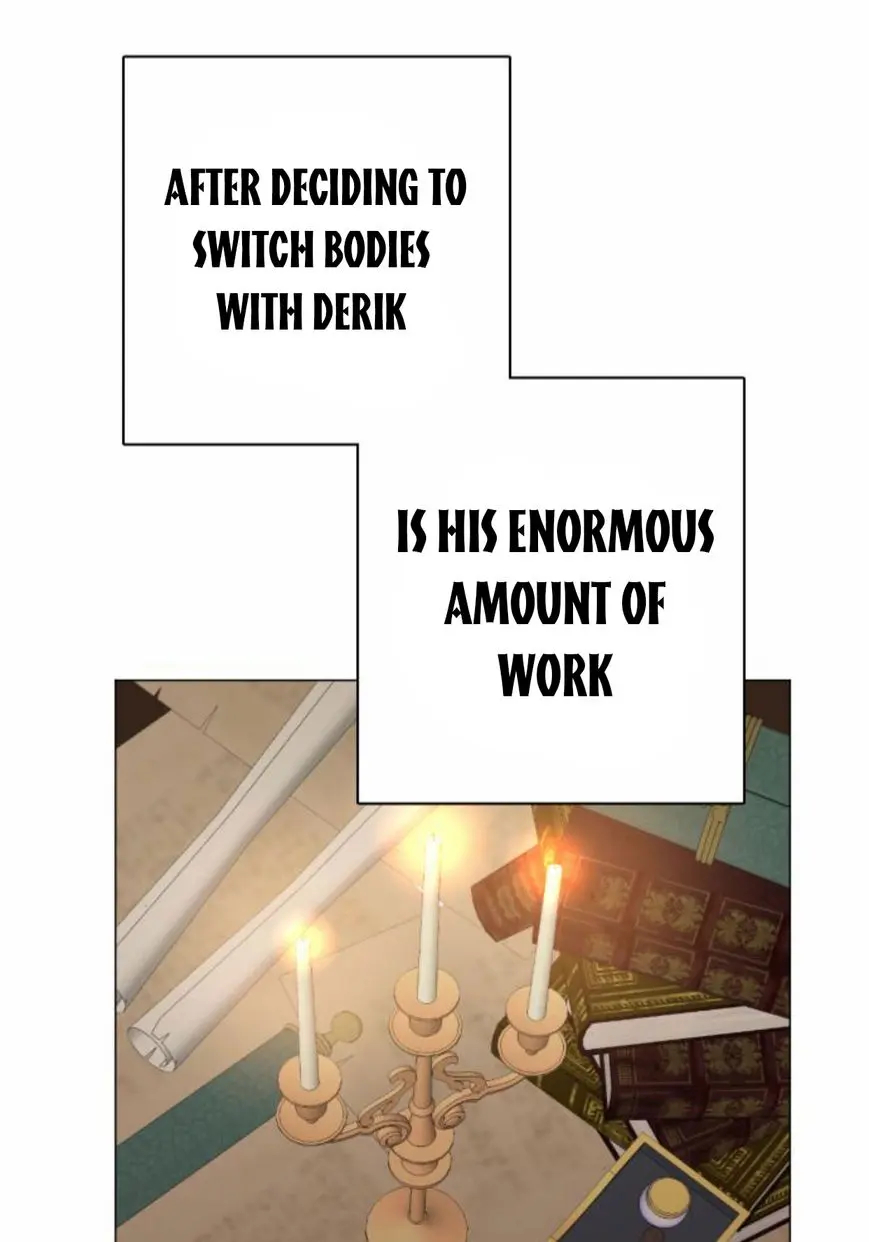 AFTER DECIDING TO
SWITCH BODIES
WITH DERIK
IS HIS ENORMOUS
AMOUNT OF
WORK